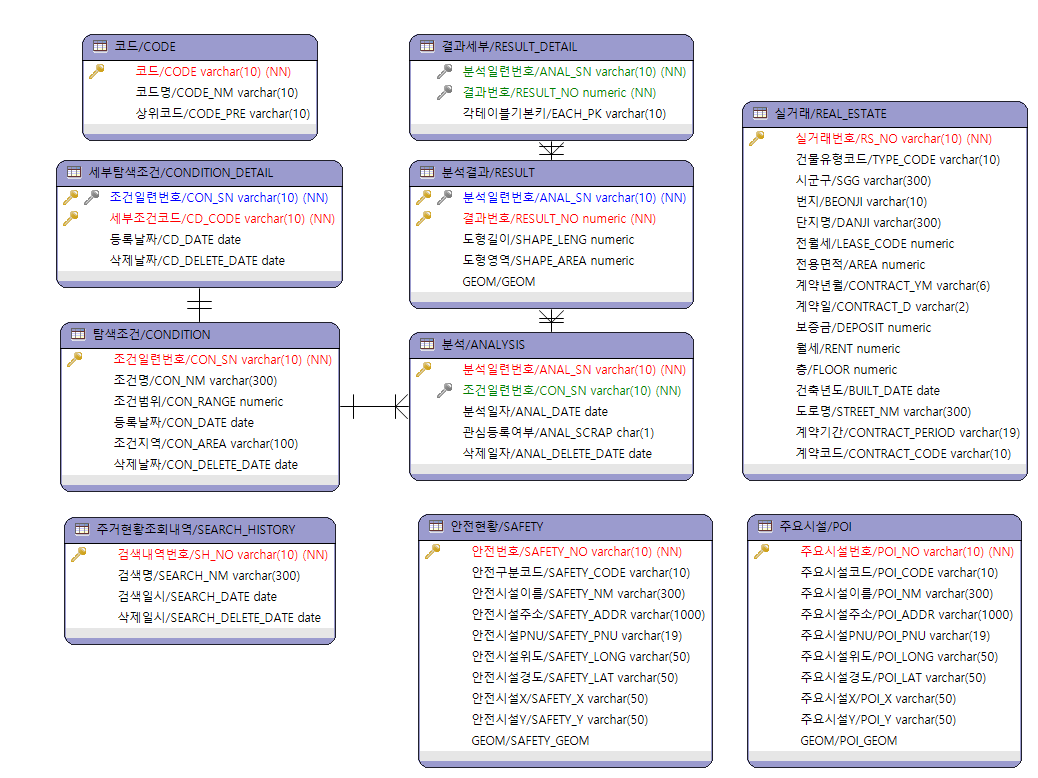 코드/CODE
코드/CODE varchar(10) (NN)
코드명/CODE_NM varchar(10)
상위코드/CODE_PRE varchar(10)
세부탐색조건/CONDITION_DETAIL
조건일련번호/CON_SN varchar(10) (NN)
세부조건코드/CD_CODE varchar(10) (NN)
등록날짜/CD_DATE date
삭제날짜/CD_DELETE_DATE date
탐색조건/CONDITION
조건일련번호/CON_SN varchar(10) (NN)
조건명/CON_NM varchar(300)
조건범위/CON_RANGE numeric
등록날짜/CON_DATE date
조건지역/CON_AREA varchar(100)
삭제날짜/CON_DELETE_DATE date
주거현황조회내역/SEARCH_HISTORY
검색내역번호/SH_NO varchar(10) (NN)
검색명/SEARCH_NM varchar(300)
검색일시/SEARCH_DATE date
삭제일시/SEARCH_DELETE_DATE date
결과세부/RESULT_DETAIL
분석일련번호/ANAL_SN varchar(10) (NN)
결과번호/RESULT_NO numeric (NN)
각테이블기본키/EACH_PK varchar(10)
분석결과/RESULT
분석일련번호/ANAL_SN varchar(10) (NN)
결과번호/RESULT_NO numeric (NN)
도형길이/SHAPE_LENG numeric
도형영역/SHAPE_AREA numeric
GEOM/GEOM
분석/ANALYSIS
분석일련번호/ANAL_SN varchar(10) (NN)
조건일련번호/CON_SN varchar(10) (NN)
분석일자/ANAL_DATE date
관심등록여부/ANAL_SCRAP char(1)
삭제일자/ANAL_DELETE_DATE date
안전현황/SAFETY
안전번호/SAFETY_NO varchar(10) (NN)
안전구분코드/SAFETY_CODE varchar(10)
안전시설이름/SAFETY_NM varchar(300)
안전시설주소/SAFETY_ADDR varchar(1000)
안전시설PNU/SAFETY_PNU varchar(19)
안전시설위도/SAFETY_LONG varchar(50)
안전시설경도/SAFETY_LAT varchar(50)
안전시설X/SAFETY_X varchar(50)
안전시설Y/SAFETY_Y varchar(50)
GEOM/SAFETY_GEOM
실거래/REAL_ESTATE
실거래번호/RS_NO varchar(10) (NN)
건물유형코드/TYPE_CODE varchar(10)
시군구/SGG varchar(300)
번지/BEONJI varchar(10)
단지명/DANJI varchar(300)
전월세/LEASE_CODE numeric
전용면적/AREA numeric
계약년월/CONTRACT_YM varchar(6)
계약일/CONTRACT_D varchar(2)
보증금/DEPOSIT numeric
월세/RENT numeric
층/FLOOR numeric
건축년도/BUILT_DATE date
도로명/STREET_NM varchar(300)
계약기간/CONTRACT_PERIOD varchar(19)
계약코드/CONTRACT_CODE varchar(10)
주요시설/POI
주요시설번호/POI_NO varchar(10) (NN)
주요시설코드/POI_CODE varchar(10)
주요시설이름/POI_NM varchar(300)
주요시설주소/POI_ADDR varchar(1000)
주요시설PNU/POI_PNU varchar(19)
주요시설위도/POI_LONG varchar(50)
주요시설경도/POI_LAT varchar(50)
주요시설X/POI_X varchar(50)
주요시설Y/POI_Y varchar(50)
GEOM/POI_GEOM